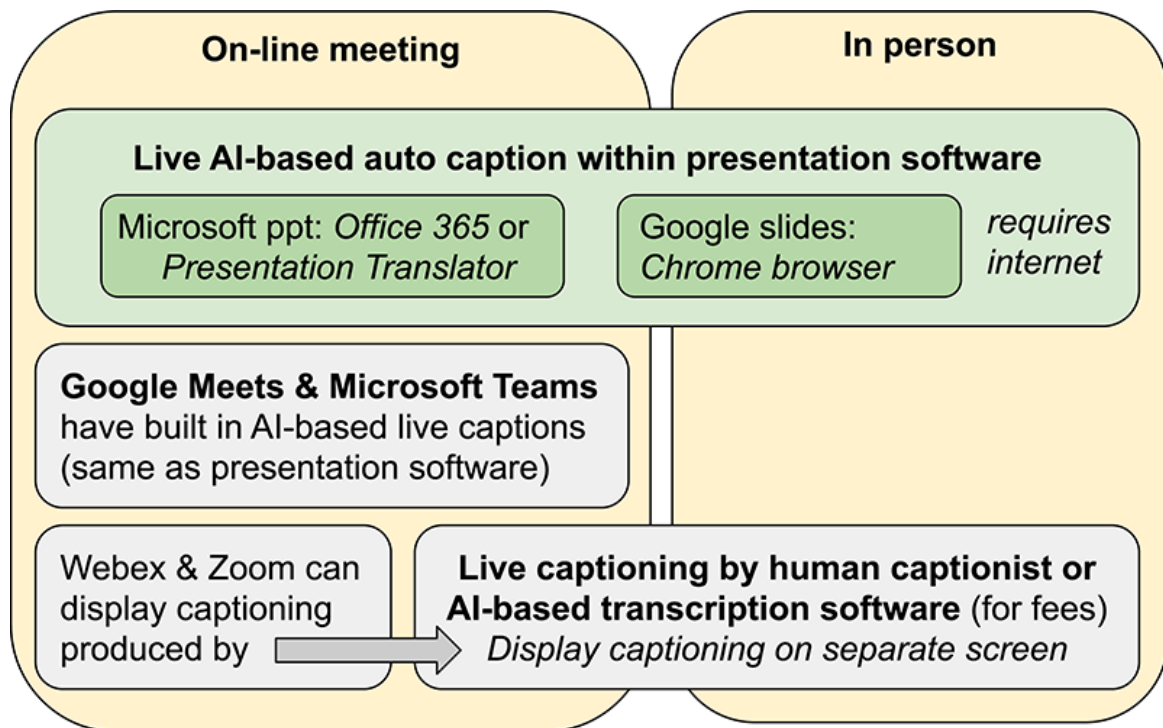 On-line meeting
In person
Live AI-based auto caption within presentation software
Microsoft ppt: Office 365 or
Presentation Translator
Google slides:
Chrome browser
requires
internet
Google Meets & Microsoft Teams
have built in AI-based live captions
(same as presentation software)
Webex & Zoom can
display captioning
produced by
Live captioning by human captionist or
AI-based transcription software (for fees)
Display captioning on separate screen